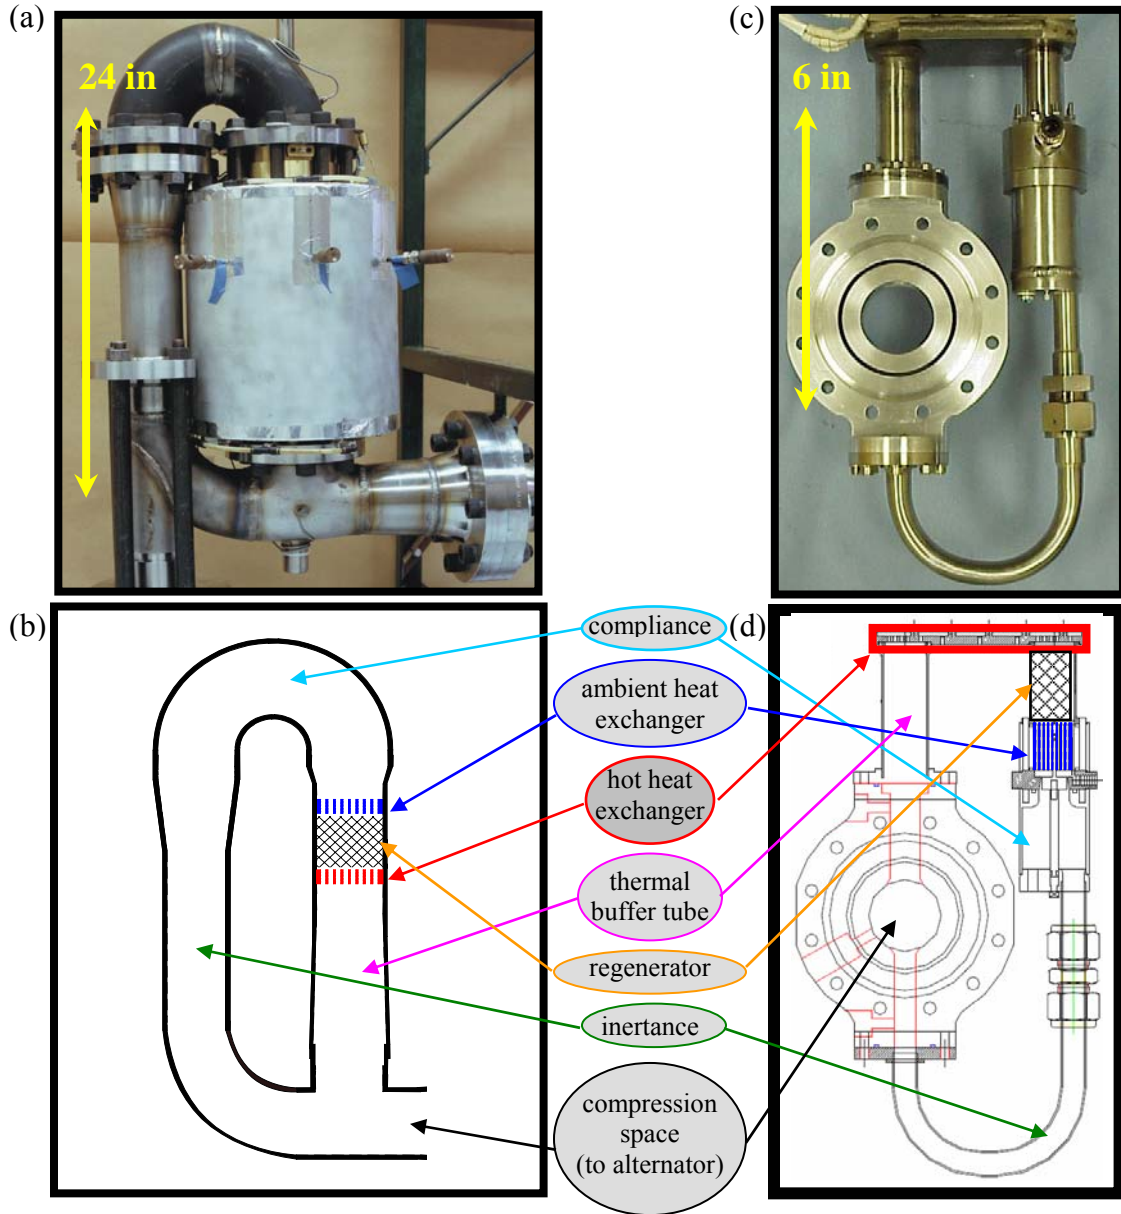 (a)
24 in
(c)
6 in
(b)
compliance
ambient heat
exchanger
hot heat
exchanger
thermal
buffer tube
regenerator
inertance
compression
space
(to alternator)
(d)